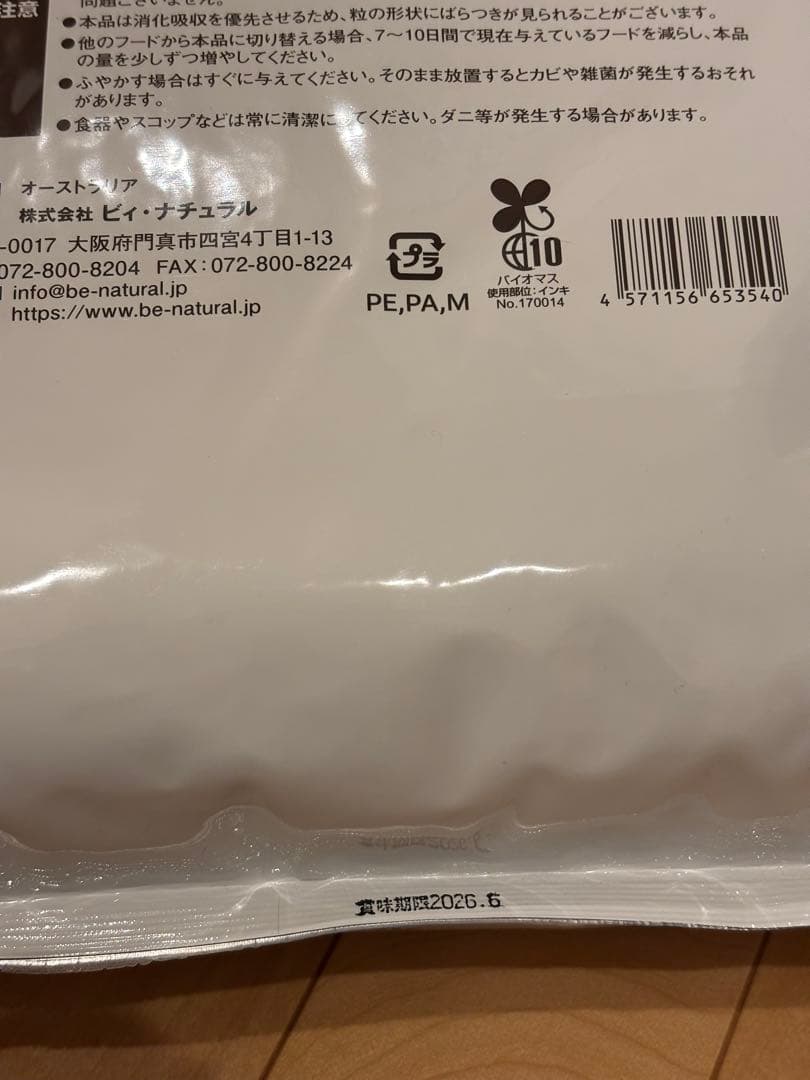 注意
問題ございません。
●本品は消化吸収を優先させるため、粒の形状にばらつきが見られることがございます。
●他のフードから本品に切り替える場合、7〜10日間で現在与えているフードを減らし、本品
の量を少しずつ増やしてください。
●ふやかす場合はすぐに与えてください。そのまま放置するとカビや雑菌が発生するおそれ
があります。
●食器やスコップなどは常に清潔にしてください。ダニ等が発生する場合があります。
オーストラリア
株式会社 ビィ・ナチュラル
-0017 大阪府門真市四宮4丁目1-13
072-800-8204 FAX:072-800-8224
info@be-natural.jp
https://www.be-natural.jp
プラ
PE,PA,M
10
バイオマス
使用部位:インキ
No.170014
4 571156 653540
賞味期限2026.6